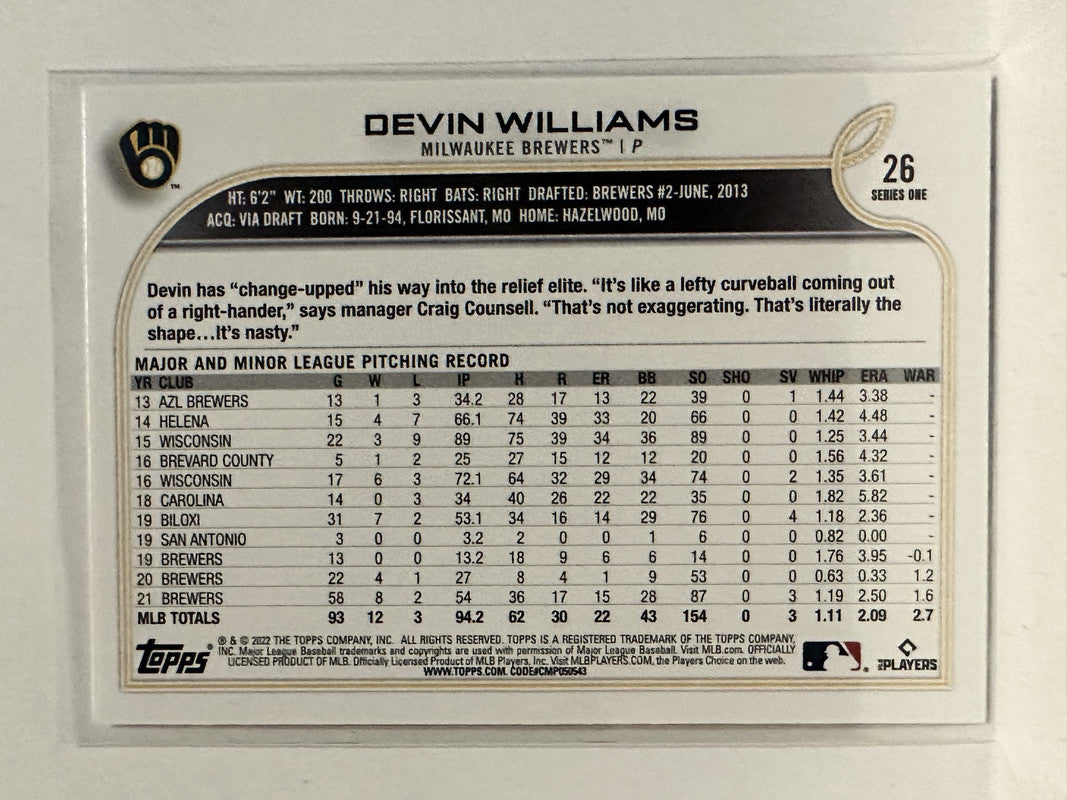 DEVIN WILLIAMS
MILWAUKEE BREWERS™ | P
26
SERIES ONE
HT: 6'2" WT: 200 THROWS: RIGHT BATS: RIGHT DRAFTED: BREWERS #2-JUNE, 2013
ACQ: VIA DRAFT BORN: 9-21-94, FLORISSANT, MO HOME: HAZELWOOD, MO
Devin has “change-upped” his way into the relief elite. “It’s like a lefty curveball coming out
of a right-hander,” says manager Craig Counsell. “That’s not exaggerating. That’s literally the
shape...It’s nasty.”
MAJOR AND MINOR LEAGUE PITCHING RECORD
YR CLUB G W L IP H R ER BB SO SHO SV WHIP ERA WAR
13 AZL BREWERS 13 1 3 34.2 28 17 13 22 39 0 1 1.44 3.38 -
14 HELENA 15 4 7 66.1 74 39 33 20 66 0 0 1.42 4.48 -
15 WISCONSIN 22 3 9 89 75 39 34 36 89 0 0 1.25 3.44 -
16 BREVARD COUNTY 5 1 2 25 27 15 12 12 20 0 0 1.56 4.32 -
16 WISCONSIN 17 6 3 72.1 64 32 29 34 74 0 2 1.35 3.61 -
18 CAROLINA 14 0 3 34 40 26 22 22 35 0 0 1.82 5.82 -
19 BILOXI 31 7 2 53.1 34 16 14 29 76 0 4 1.18 2.36 -
19 SAN ANTONIO 3 0 0 3.2 2 0 0 1 6 0 0 0.82 0.00 -
19 BREWERS 13 0 0 13.2 18 9 6 6 14 0 0 1.76 3.95 -0.1
20 BREWERS 22 4 1 27 8 4 1 9 53 0 0 0.63 0.33 1.2
21 BREWERS 58 8 2 54 36 17 15 28 87 0 3 1.19 2.50 1.6
MLB TOTALS 93 12 3 94.2 62 30 22 43 154 0 3 1.11 2.09 2.7
Topps®
® & © 2022 THE TOPPS COMPANY, INC. ALL RIGHTS RESERVED. TOPPS IS A REGISTERED TRADEMARK OF THE TOPPS COMPANY,
INC. Major League Baseball trademarks and copyrights are used with permission of Major League Baseball. Visit MLB.com. OFFICIALLY
LICENSED PRODUCT OF MLB. Officially Licensed Product of MLB Players, Inc. Visit MLBPLAYERS.COM, the Players Choice on the web.
WWW.TOPPS.COM. CODE#CMP050543
MLB PLAYERS